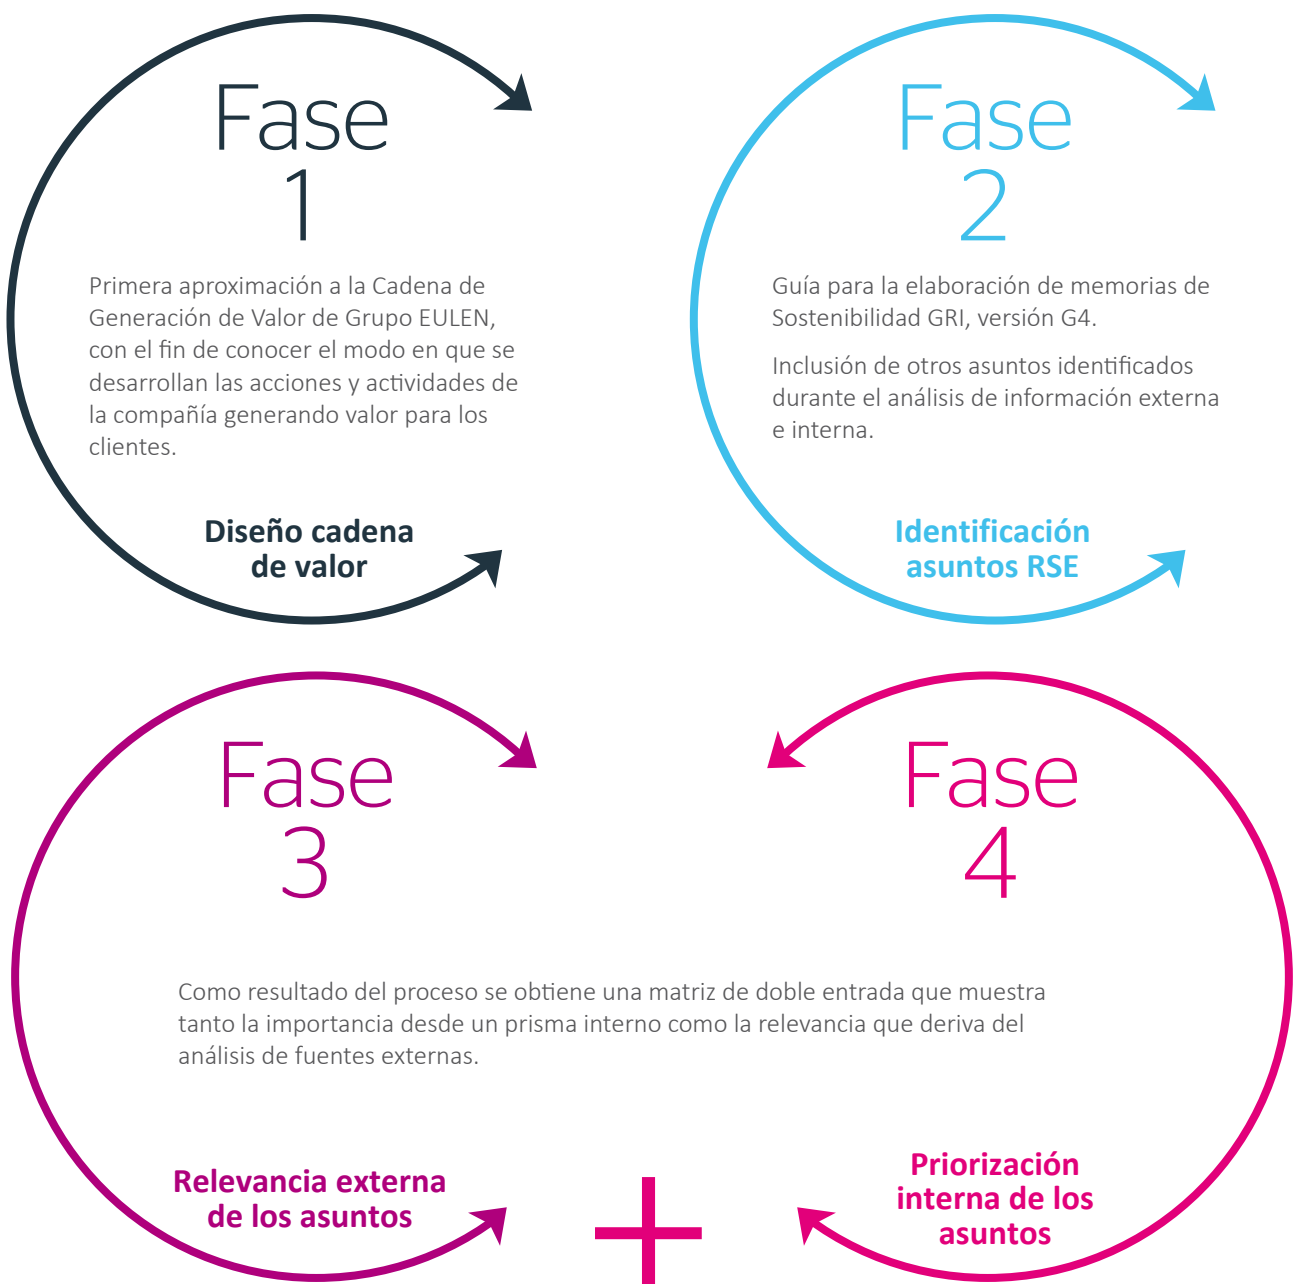 Fase
1
Primera aproximación a la Cadena de
Generación de Valor de Grupo EULEN,
con el fin de conocer el modo en que se
desarrollan las acciones y actividades de
la compañía generando valor para los
clientes.
Diseño cadena
de valor
Fase
2
Guía para la elaboración de memorias de
Sostenibilidad GRI, versión G4.
Inclusión de otros asuntos identificados
durante el análisis de información externa
e interna.
Identificación
asuntos RSE
Fase
3
Fase
4
Como resultado del proceso se obtiene una matriz de doble entrada que muestra
tanto la importancia desde un prisma interno como la relevancia que deriva del
análisis de fuentes externas.
Relevancia externa
de los asuntos
+
Priorización
interna de los
asuntos